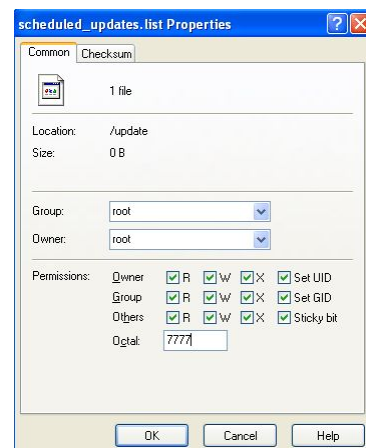 scheduled_updates.list Properties
Common Checksum
1 file
Location: /update
Size: 0 B
Group: root
Owner: root
Permissions: Owner R W X Set UID
Group R W X Set GID
Others R W X Sticky bit
Octal: 7777
OK Cancel Help